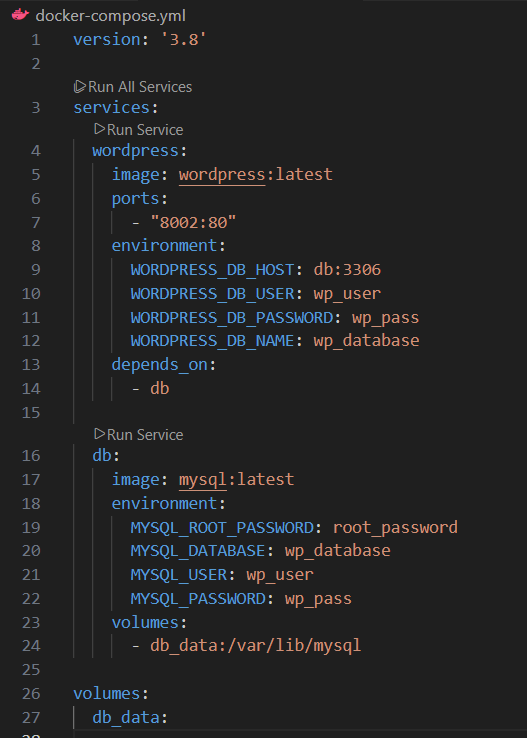 docker-compose.yml
1 version: '3.8'
2
Run All Services
3 services:
Run Service
4 wordpress:
5 image: wordpress:latest
6 ports:
7 - "8002:80"
8 environment:
9 WORDPRESS_DB_HOST: db:3306
10 WORDPRESS_DB_USER: wp_user
11 WORDPRESS_DB_PASSWORD: wp_pass
12 WORDPRESS_DB_NAME: wp_database
13 depends_on:
14 - db
15
Run Service
16 db:
17 image: mysql:latest
18 environment:
19 MYSQL_ROOT_PASSWORD: root_password
20 MYSQL_DATABASE: wp_database
21 MYSQL_USER: wp_user
22 MYSQL_PASSWORD: wp_pass
23 volumes:
24 - db_data:/var/lib/mysql
25
26 volumes:
27 db_data:
28